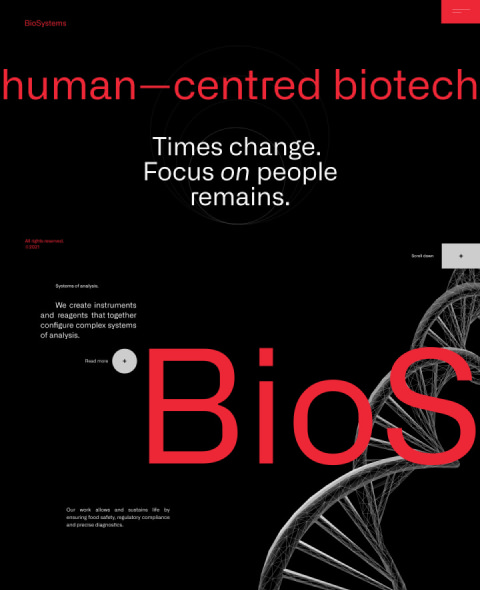 BioSystems
human—centred biotech
Times change.
Focus on people
remains.
All rights reserved.
©2021
Scroll down
+
Systems of analysis.
We create instruments
and reagents that together
configure complex systems
of analysis.
Read more
+
BioS
Our work allows and sustains life by
ensuring food safety, regulatory compliance
and precise diagnostics.